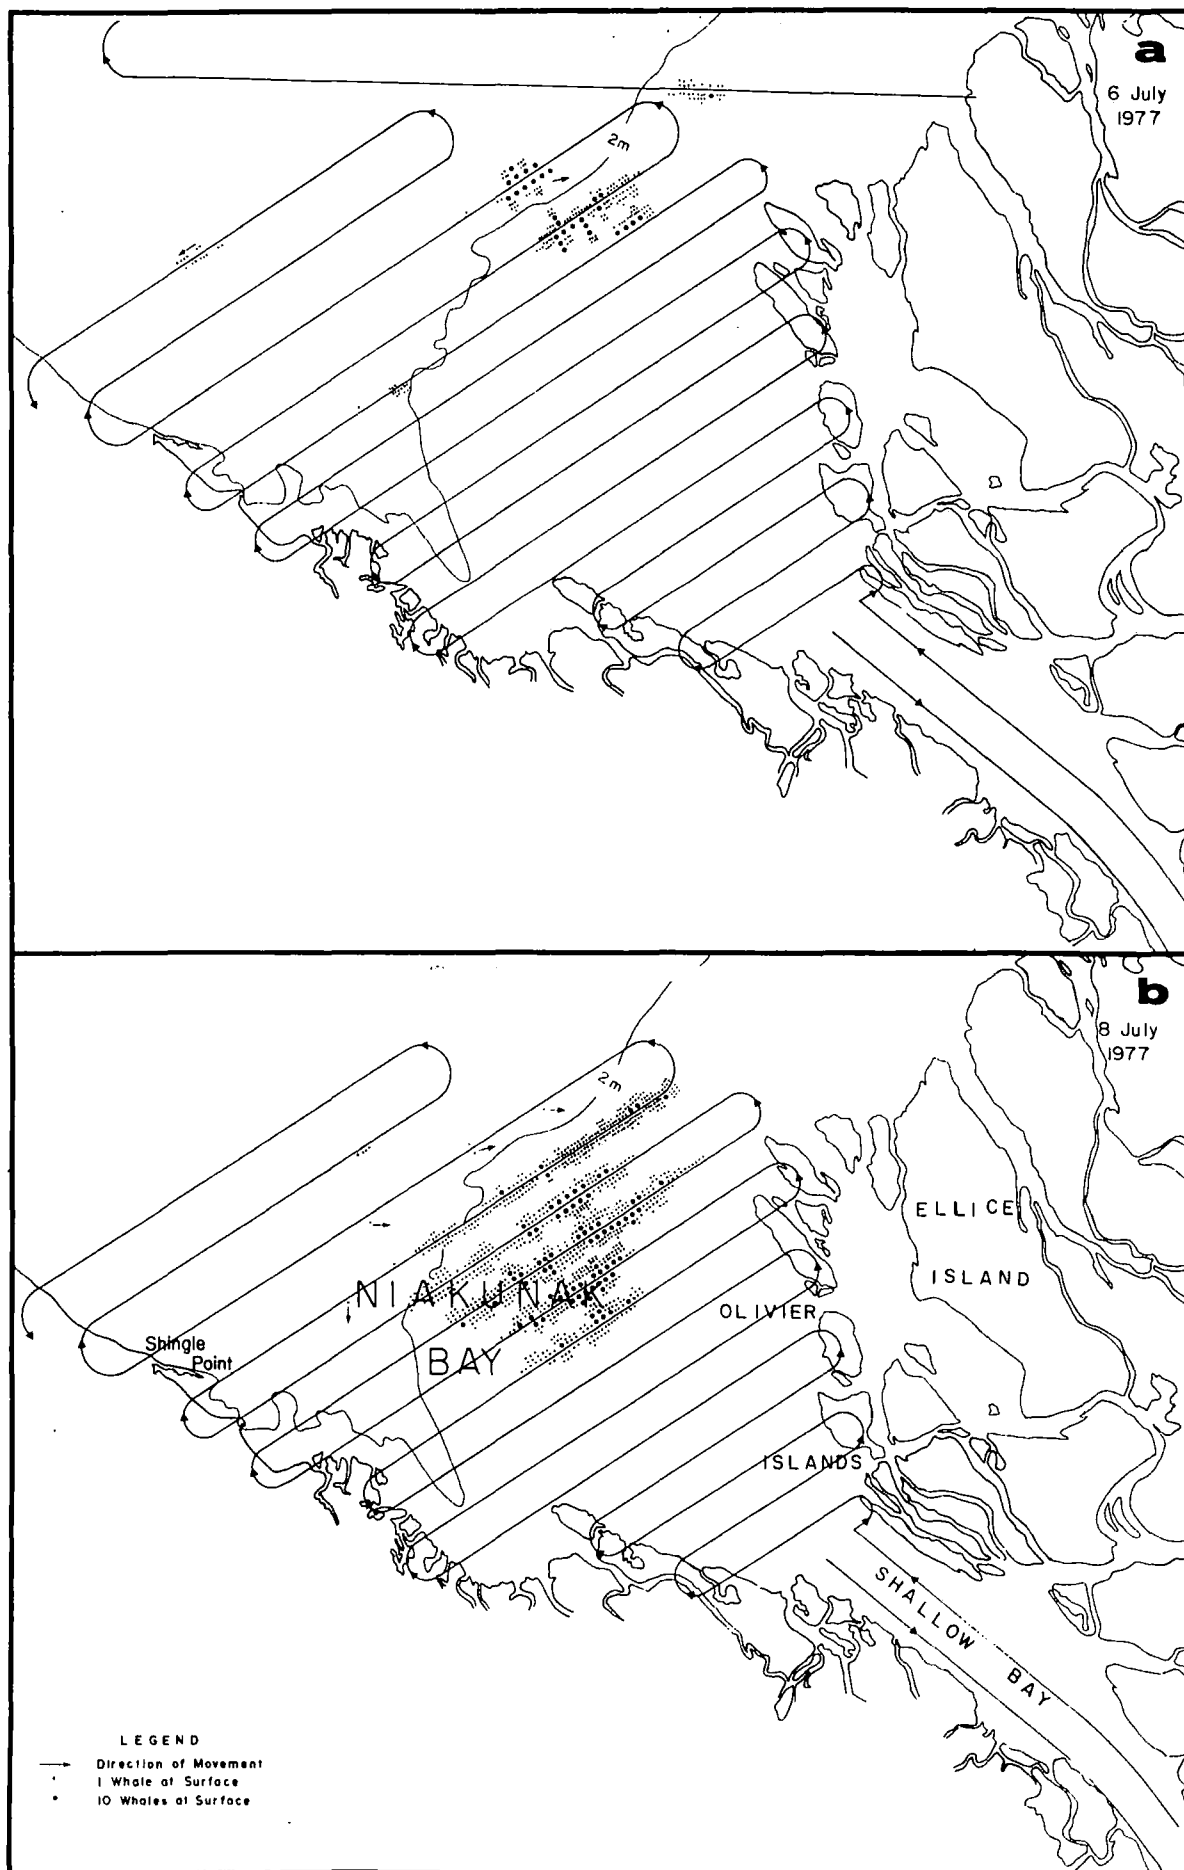 a
6 July
1977
2m
b
8 July
1977
2m
ELLICE
ISLAND
NIAKUNAK
BAY
OLIVIER
ISLANDS
Shingle
Point
SHALLOW BAY
LEGEND
Direction of Movement
1 Whale at Surface
10 Whales at Surface